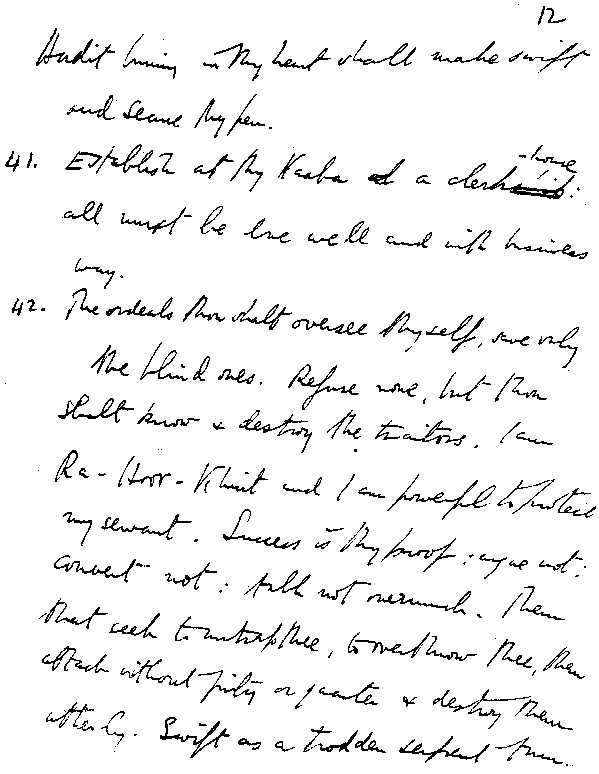 12
Hadit burning in thy heart shall make swift
and secure thy pen.
41. Establish at thy Kaaba a clerk-house:
all must be done well and with business
way.
42. The ordeals thou shalt oversee thyself, save only
the blind ones. Refuse none, but thou
shalt know & destroy the traitors. I am
Ra-Hoor-Khuit and I am powerful to protect
my servant. Success is thy proof: argue not:
convert not: talk not overmuch. Them
that seek to entrap thee, to overthrow thee, them
attack without pity or quarter & destroy them
utterly. Swift as a trodden serpent turn